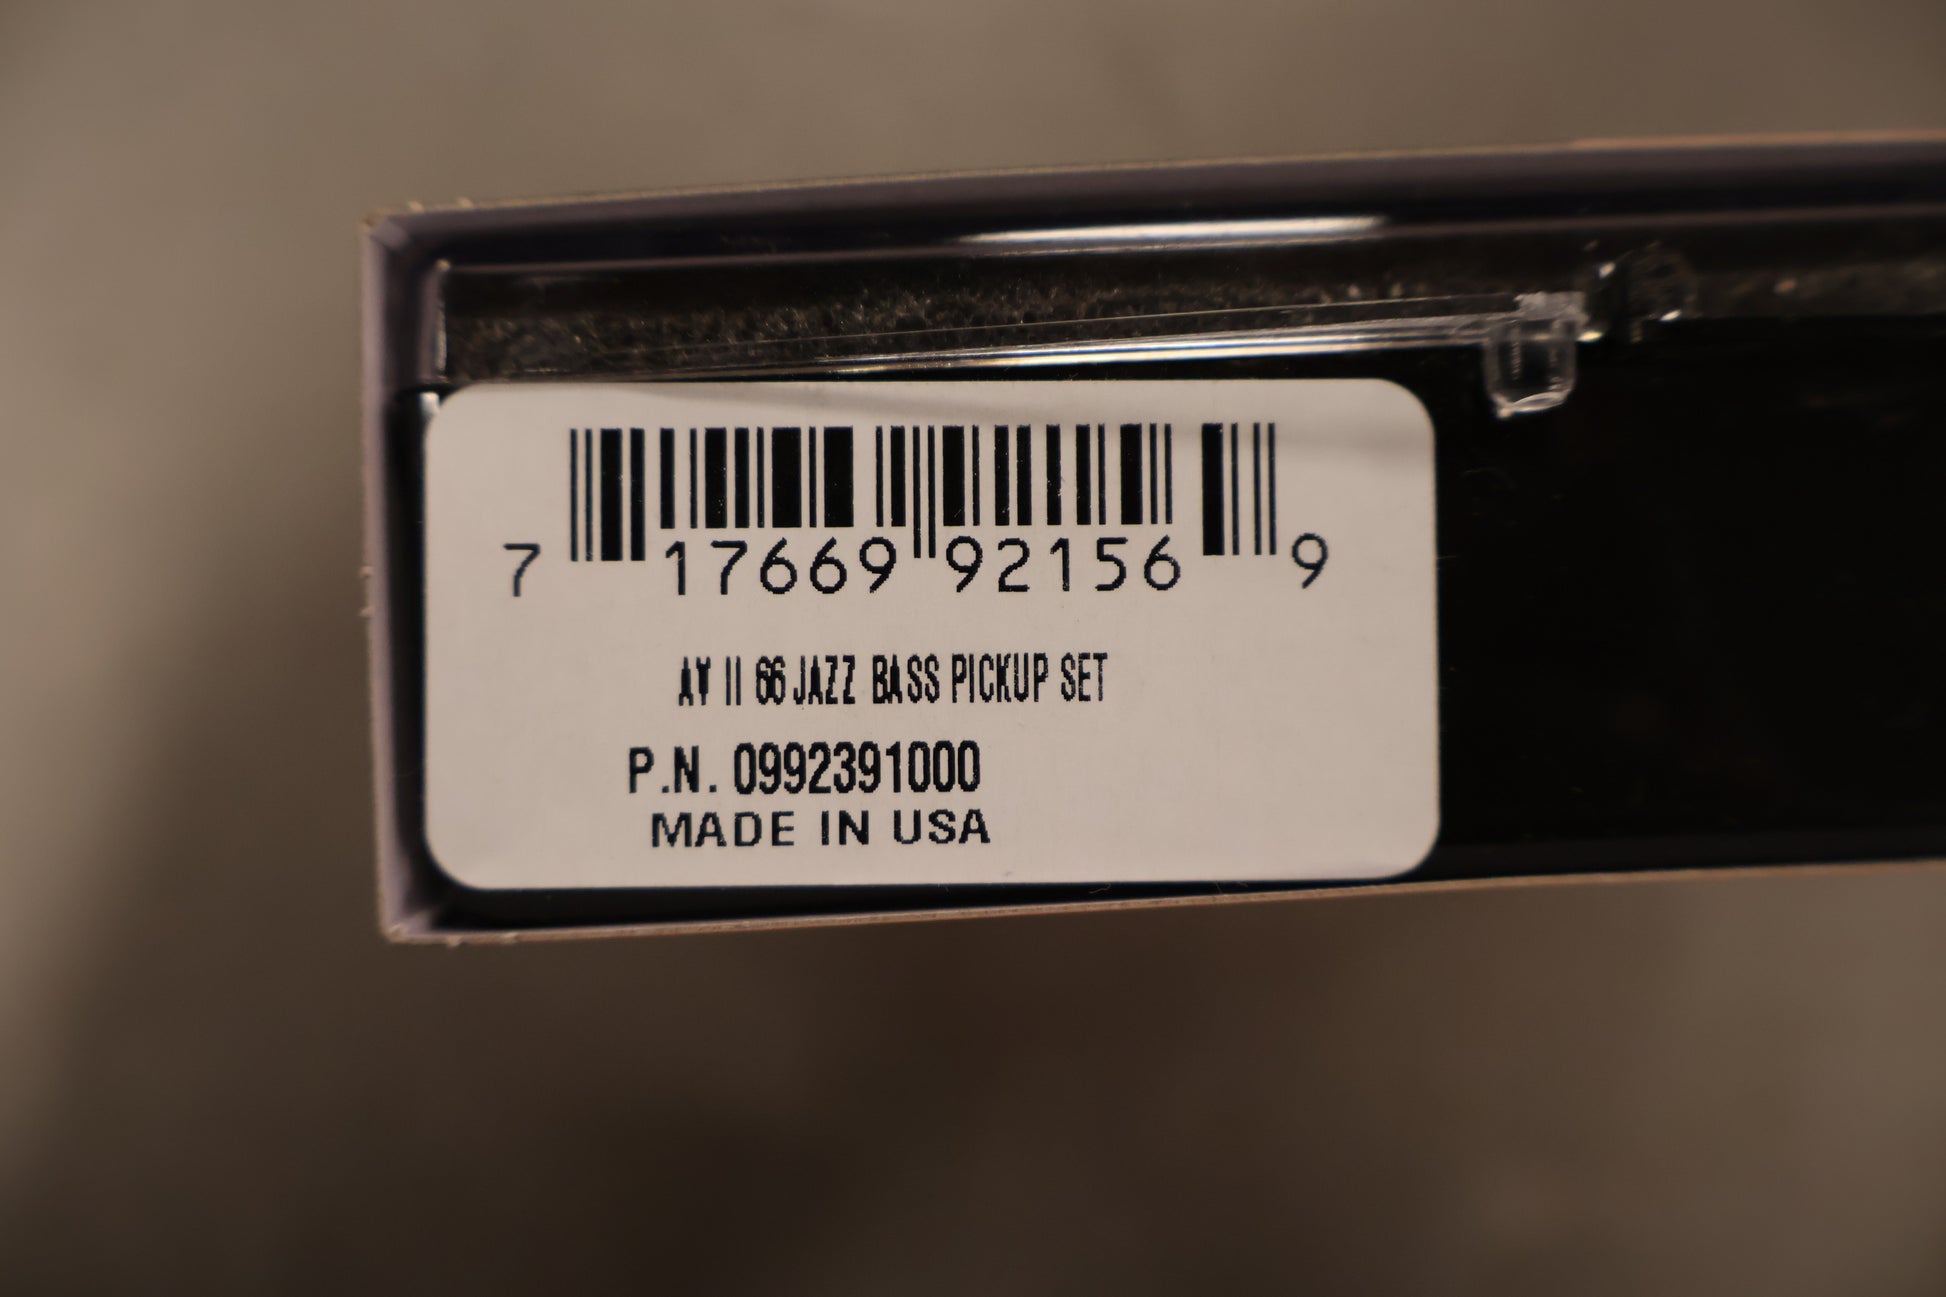 7 17669 92156 9
AV II 66 JAZZ BASS PICKUP SET
P.N. 0992391000
MADE IN USA